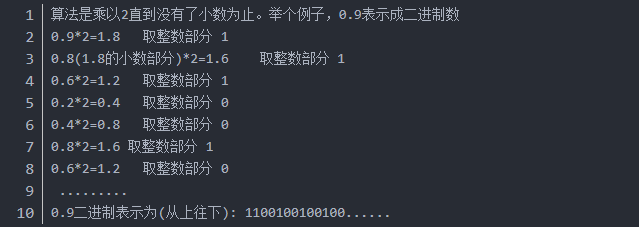 1 算法是乘以2直到没有了小数为止。举个例子，0.9表示成二进制数
2 0.9*2=1.8 取整数部分 1
3 0.8(1.8的小数部分)*2=1.6 取整数部分 1
4 0.6*2=1.2 取整数部分 1
5 0.2*2=0.4 取整数部分 0
6 0.4*2=0.8 取整数部分 0
7 0.8*2=1.6 取整数部分 1
8 0.6*2=1.2 取整数部分 0
9 .........
10 0.9二进制表示为(从上往下): 1100100100100......